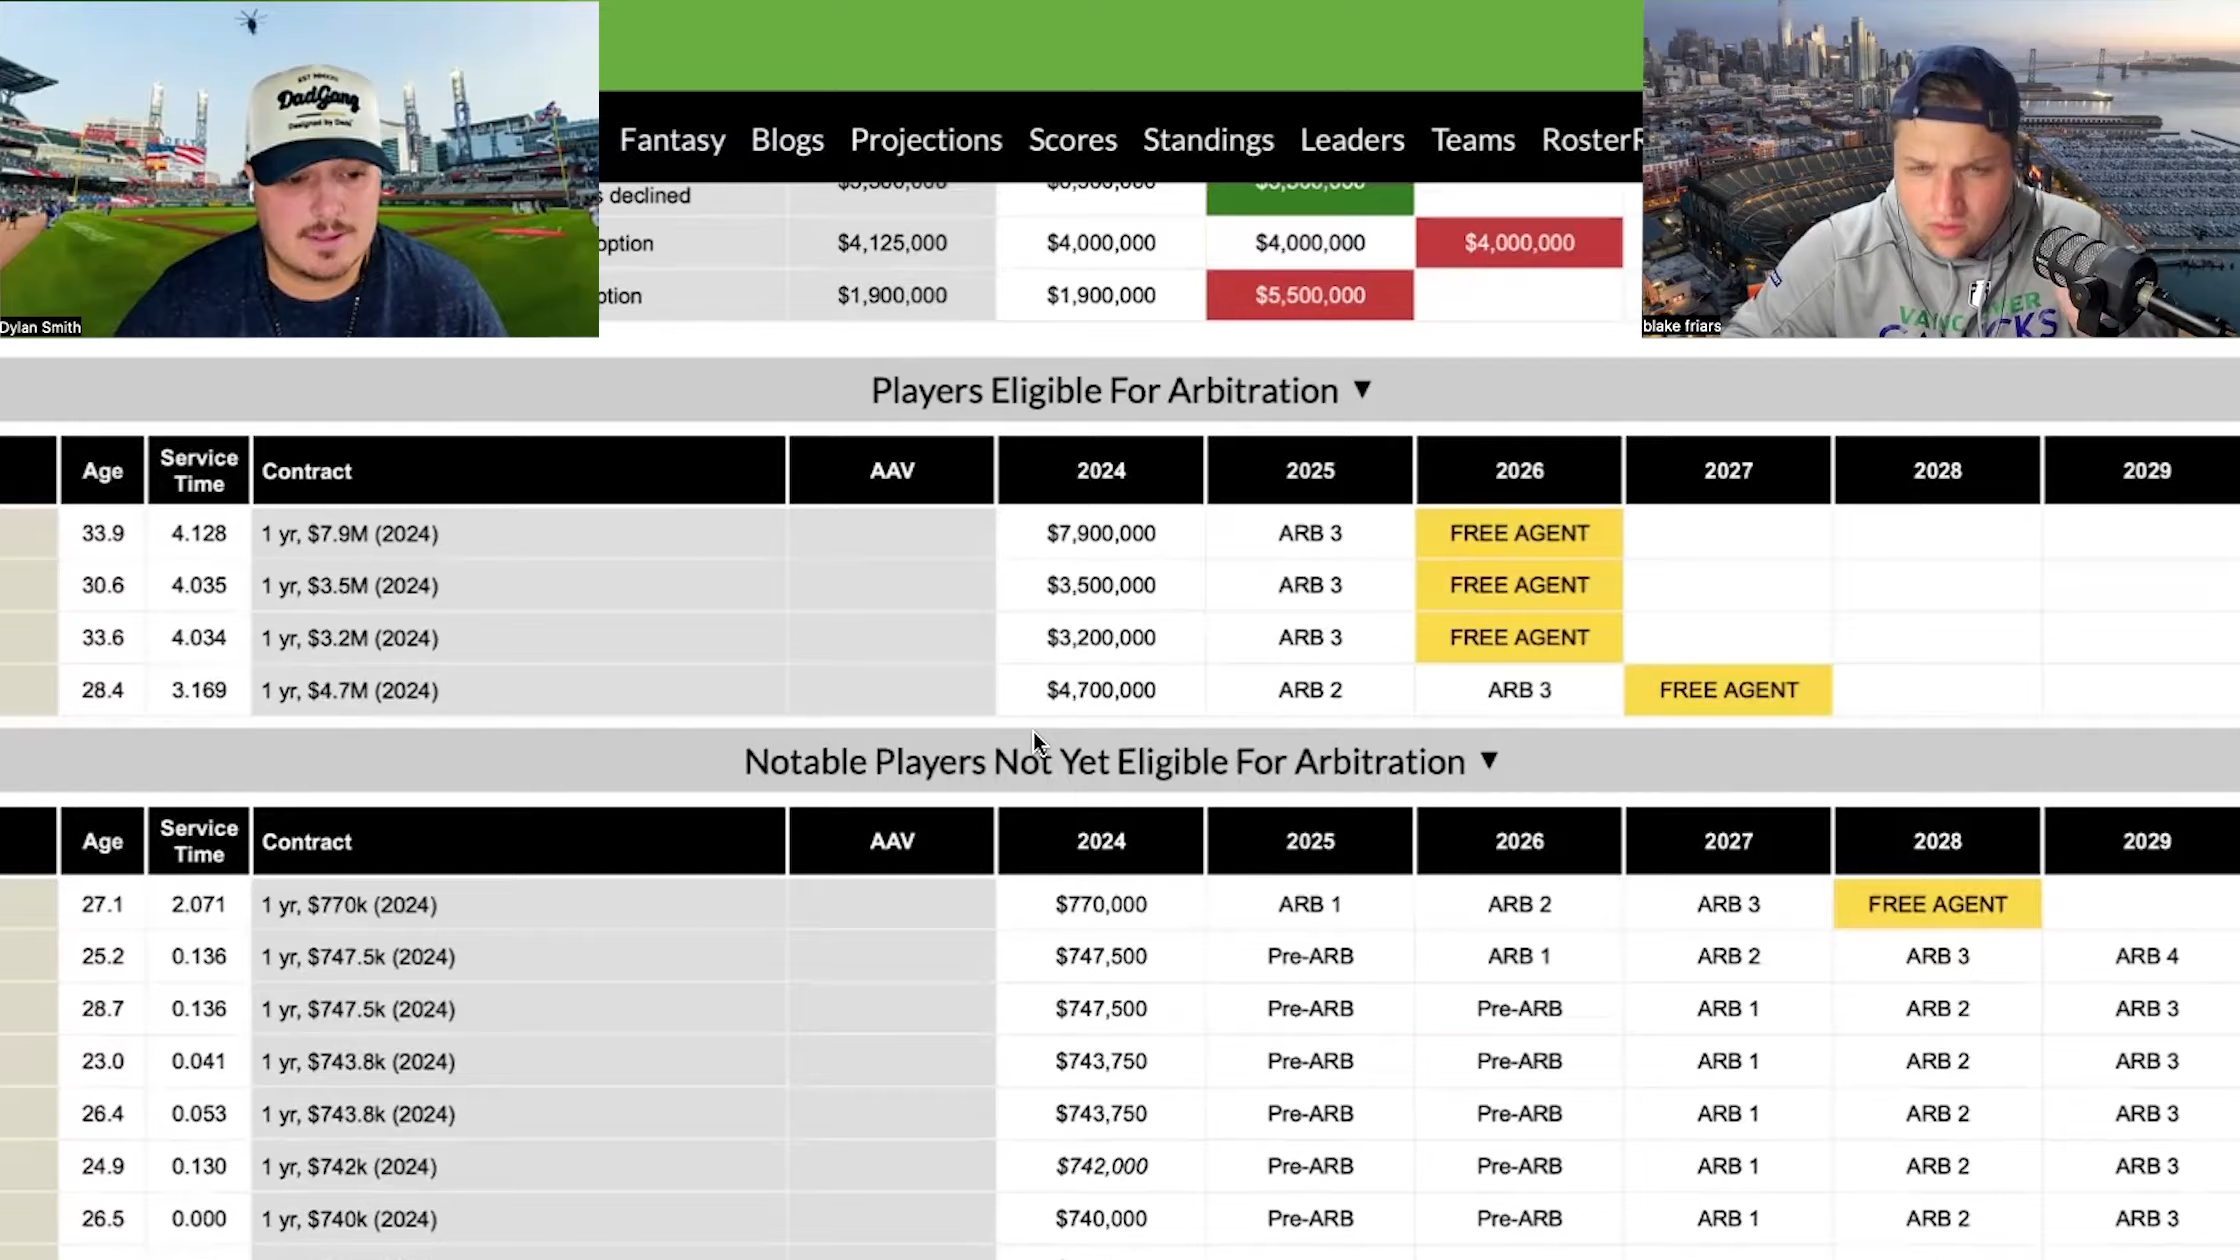 EST MMXXI
DadGang
Designed by Dads
Dylan Smith
Fantasy Blogs Projections Scores Standings Leaders Teams RosterR
VANC VER
C CKS
blake friars
declined
option $4,125,000 $4,000,000 $4,000,000 $4,000,000
ption $1,900,000 $1,900,000 $5,500,000
Players Eligible For Arbitration ▼
Age Service Time Contract AAV 2024 2025 2026 2027 2028 2029
33.9 4.128 1 yr, $7.9M (2024) $7,900,000 ARB 3 FREE AGENT
30.6 4.035 1 yr, $3.5M (2024) $3,500,000 ARB 3 FREE AGENT
33.6 4.034 1 yr, $3.2M (2024) $3,200,000 ARB 3 FREE AGENT
28.4 3.169 1 yr, $4.7M (2024) $4,700,000 ARB 2 ARB 3 FREE AGENT
Notable Players Not Yet Eligible For Arbitration ▼
Age Service Time Contract AAV 2024 2025 2026 2027 2028 2029
27.1 2.071 1 yr, $770k (2024) $770,000 ARB 1 ARB 2 ARB 3 FREE AGENT
25.2 0.136 1 yr, $747.5k (2024) $747,500 Pre-ARB ARB 1 ARB 2 ARB 3 ARB 4
28.7 0.136 1 yr, $747.5k (2024) $747,500 Pre-ARB Pre-ARB ARB 1 ARB 2 ARB 3
23.0 0.041 1 yr, $743.8k (2024) $743,750 Pre-ARB Pre-ARB ARB 1 ARB 2 ARB 3
26.4 0.053 1 yr, $743.8k (2024) $743,750 Pre-ARB Pre-ARB ARB 1 ARB 2 ARB 3
24.9 0.130 1 yr, $742k (2024) $742,000 Pre-ARB Pre-ARB ARB 1 ARB 2 ARB 3
26.5 0.000 1 yr, $740k (2024) $740,000 Pre-ARB Pre-ARB ARB 1 ARB 2 ARB 3